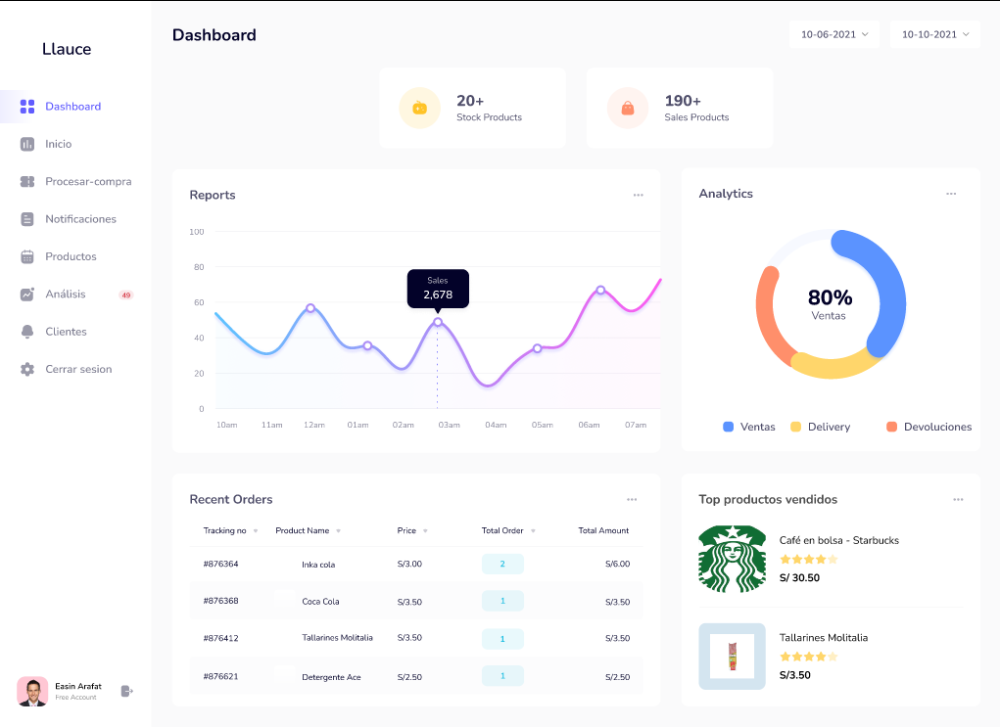 Llauce
Dashboard
Inicio
Procesar-compra
Notificaciones
Productos
Análisis 49
Clientes
Cerrar sesion
Easin Arafat
Free Account
Dashboard
10-06-2021
10-10-2021
20+
Stock Products
190+
Sales Products
Reports
100
80
60
40
20
0
Sales
2,678
10am 11am 12am 01am 02am 03am 04am 05am 06am 07am
Analytics
80%
Ventas
Ventas Delivery Devoluciones
Recent Orders
Tracking no Product Name Price Total Order Total Amount
#876364 Inka cola S/3.00 2 S/6.00
#876368 Coca Cola S/3.50 1 S/3.50
#876412 Tallarines Molitalia S/3.50 1 S/3.50
#876621 Detergente Ace S/2.50 1 S/2.50
Top productos vendidos
Café en bolsa - Starbucks
S/ 30.50
Tallarines Molitalia
S/3.50